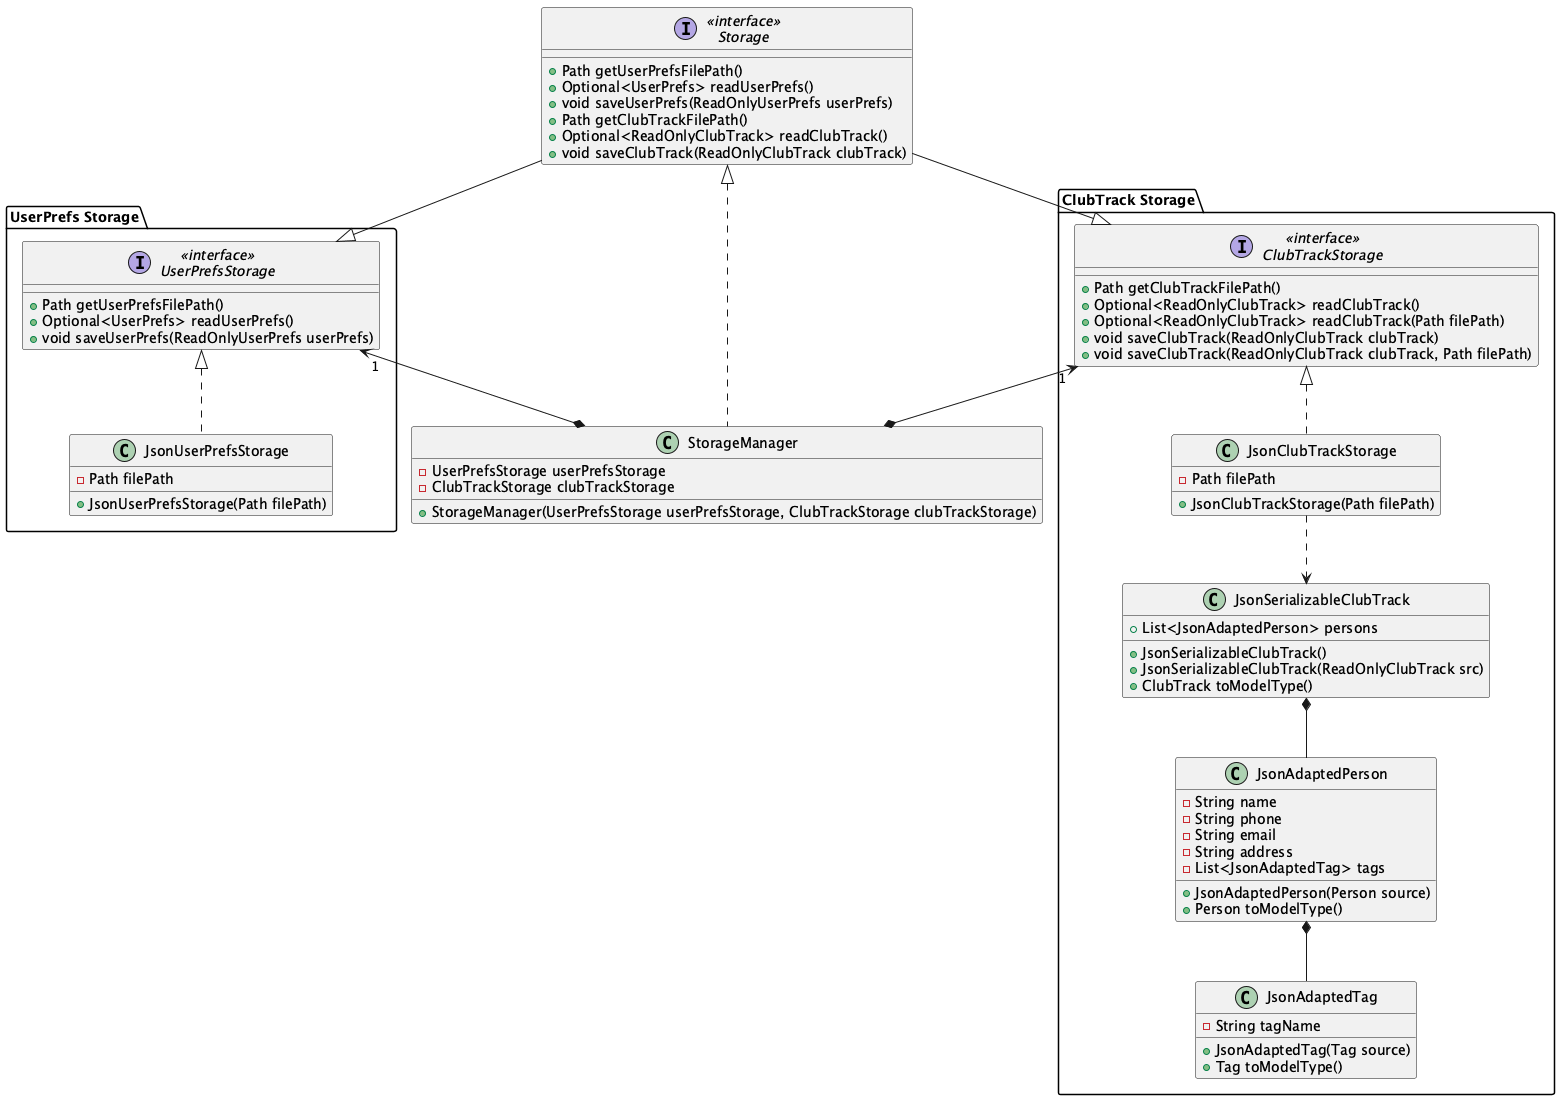 I
«interface»
Storage
Path getUserPrefsFilePath()
Optional<UserPrefs> readUserPrefs()
void saveUserPrefs(ReadOnlyUserPrefs userPrefs)
Path getClubTrackFilePath()
Optional<ReadOnlyClubTrack> readClubTrack()
void saveClubTrack(ReadOnlyClubTrack clubTrack)
UserPrefs Storage
I
«interface»
UserPrefsStorage
Path getUserPrefsFilePath()
Optional<UserPrefs> readUserPrefs()
void saveUserPrefs(ReadOnlyUserPrefs userPrefs)
1
C JsonUserPrefsStorage
Path filePath
JsonUserPrefsStorage(Path filePath)
C StorageManager
UserPrefsStorage userPrefsStorage
ClubTrackStorage clubTrackStorage
StorageManager(UserPrefsStorage userPrefsStorage, ClubTrackStorage clubTrackStorage)
ClubTrack Storage
I
«interface»
ClubTrackStorage
Path getClubTrackFilePath()
Optional<ReadOnlyClubTrack> readClubTrack()
Optional<ReadOnlyClubTrack> readClubTrack(Path filePath)
void saveClubTrack(ReadOnlyClubTrack clubTrack)
void saveClubTrack(ReadOnlyClubTrack clubTrack, Path filePath)
1
C JsonClubTrackStorage
Path filePath
JsonClubTrackStorage(Path filePath)
C JsonSerializableClubTrack
List<JsonAdaptedPerson> persons
JsonSerializableClubTrack()
JsonSerializableClubTrack(ReadOnlyClubTrack src)
ClubTrack toModelType()
C JsonAdaptedPerson
String name
String phone
String email
String address
List<JsonAdaptedTag> tags
JsonAdaptedPerson(Person source)
Person toModelType()
C JsonAdaptedTag
String tagName
JsonAdaptedTag(Tag source)
Tag toModelType()